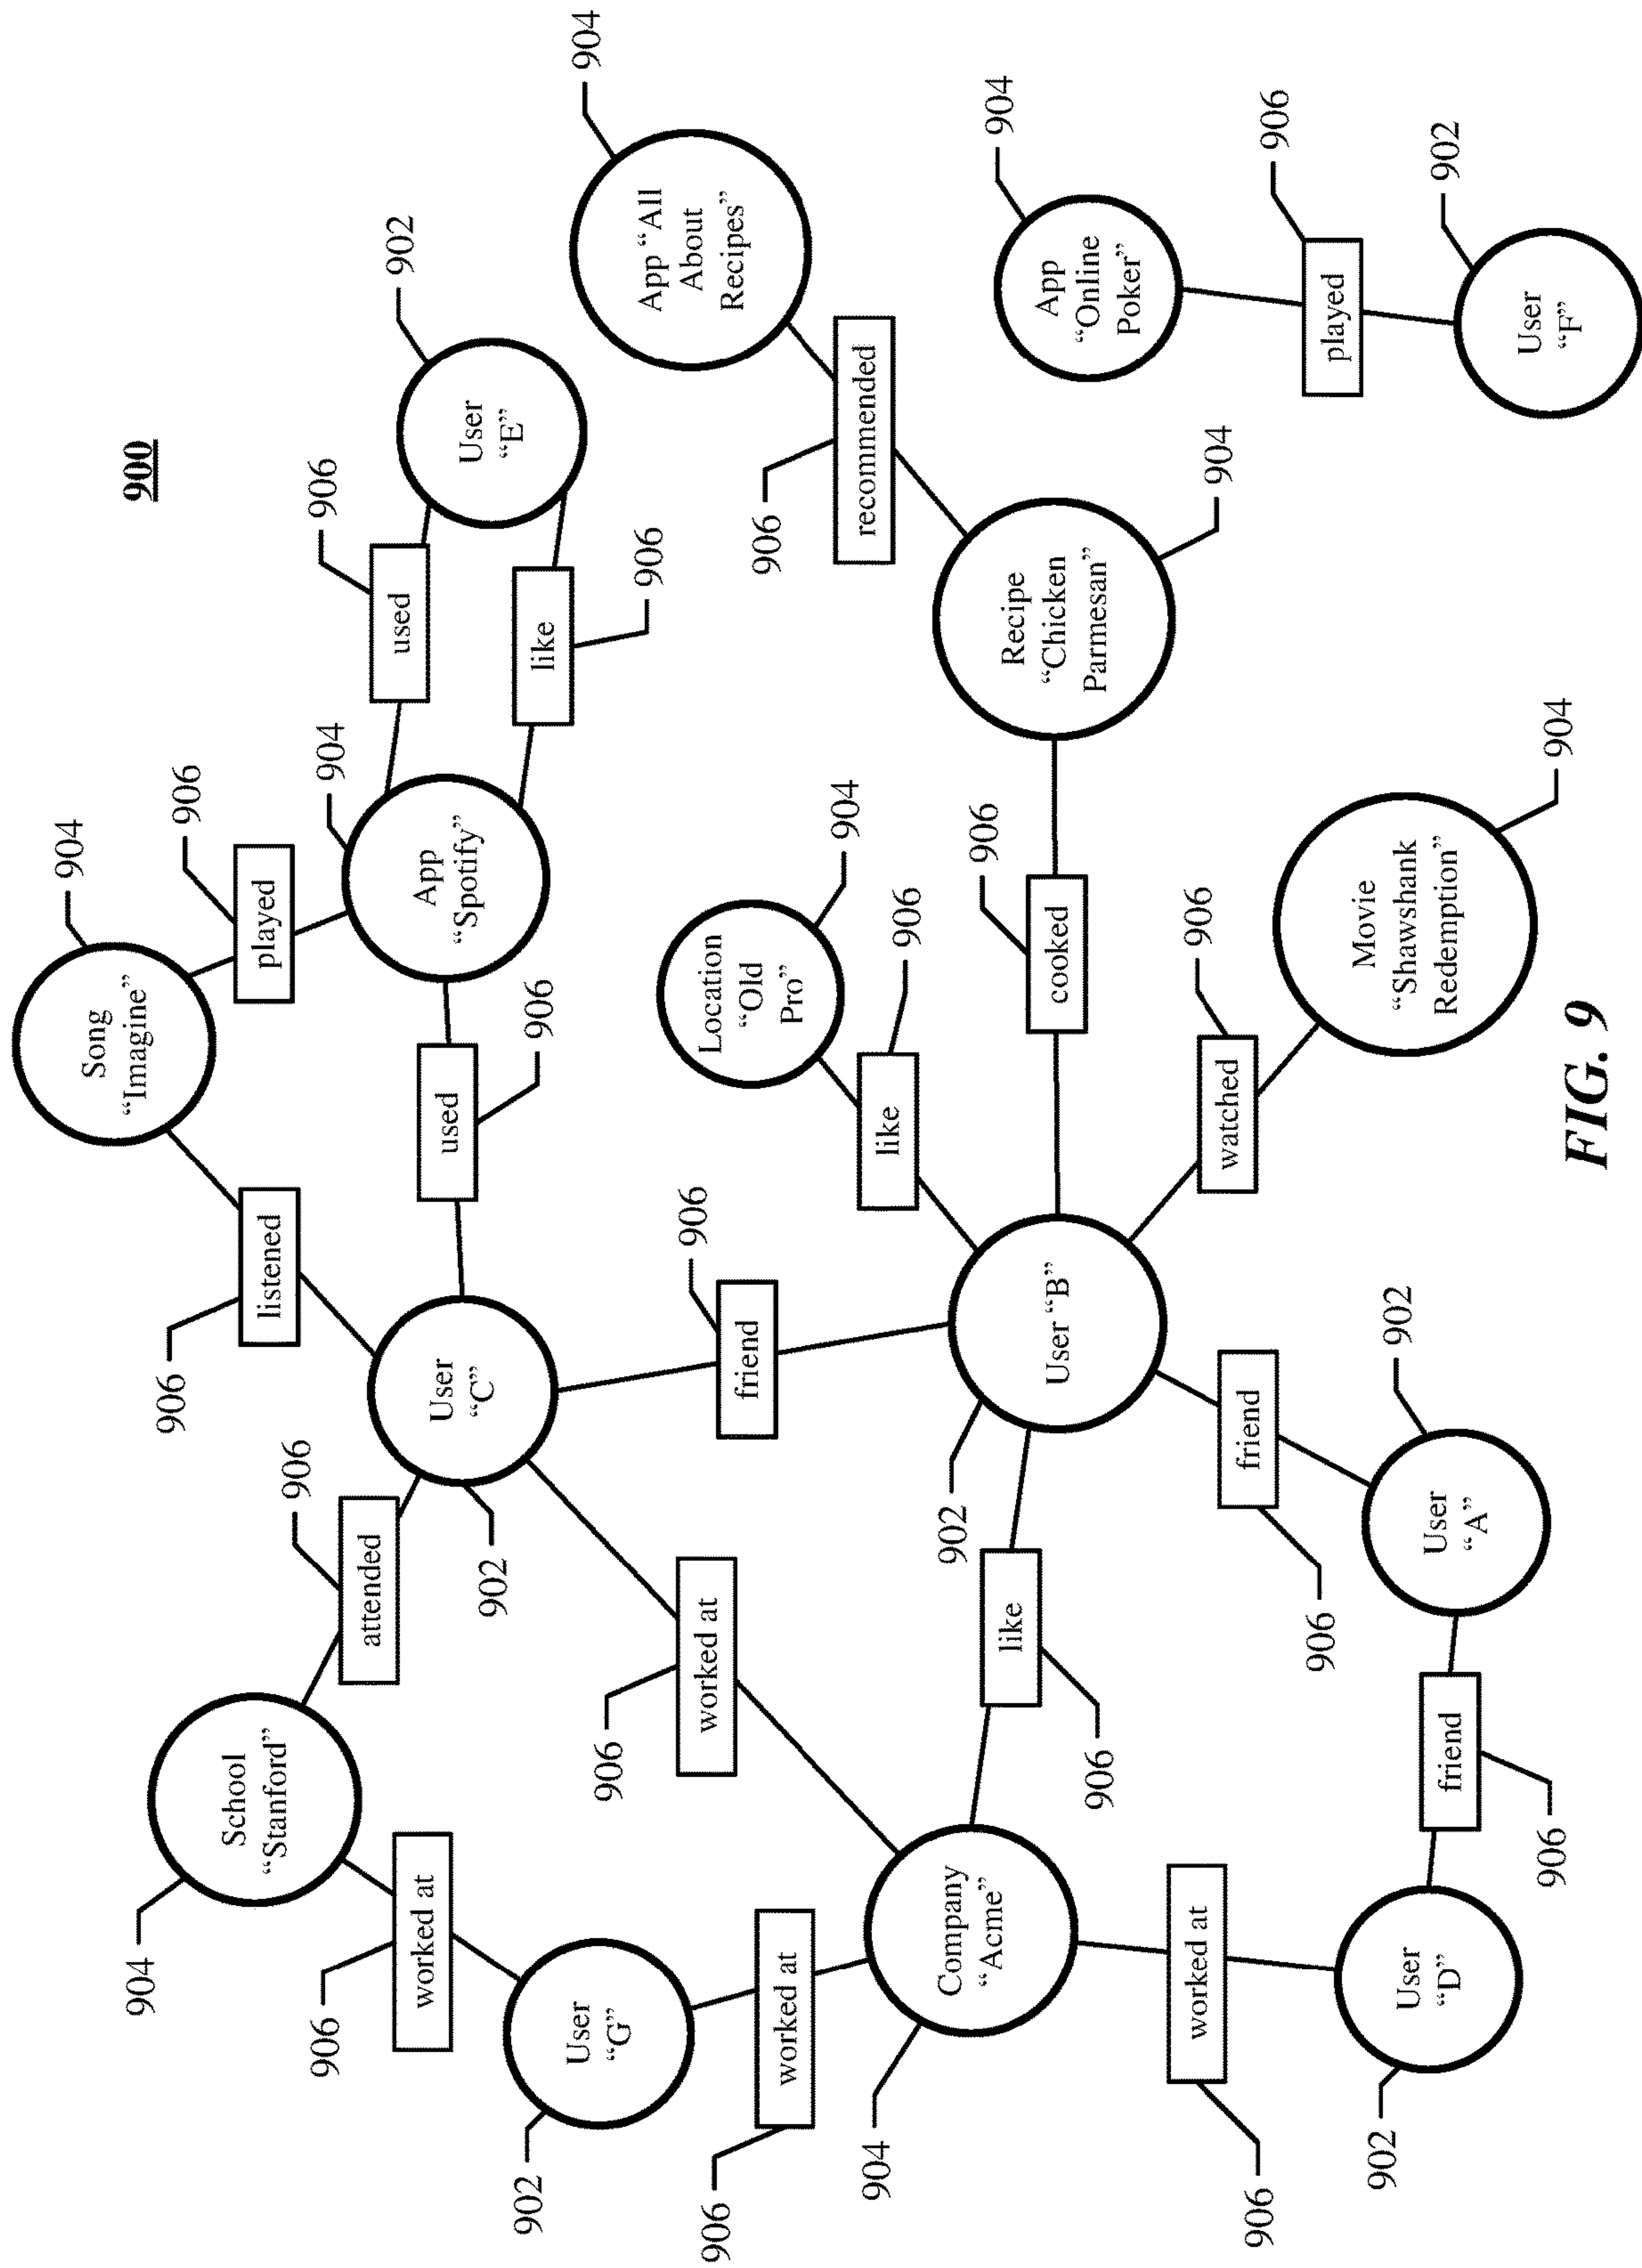 900
904
Song
“Imagine”
906
listened
906
played
904
School
“Stanford”
906
attended
906
worked at
902
User
“G”
902
User
“C”
906
used
904
App
“Spotify”
906
used
906
like
902
User
“E”
906
worked at
906
worked at
906
friend
904
Location
“Old
Pro”
906
like
904
App “All
About
Recipes”
906
recommended
904
Company
“Acme”
906
like
902
User “B”
906
cooked
904
Recipe
“Chicken
Parmesan”
904
App
“Online
Poker”
906
worked at
906
friend
906
watched
906
played
902
User
“D”
906
friend
902
User
“A”
904
Movie
“Shawshank
Redemption”
902
User
“F”
FIG. 9